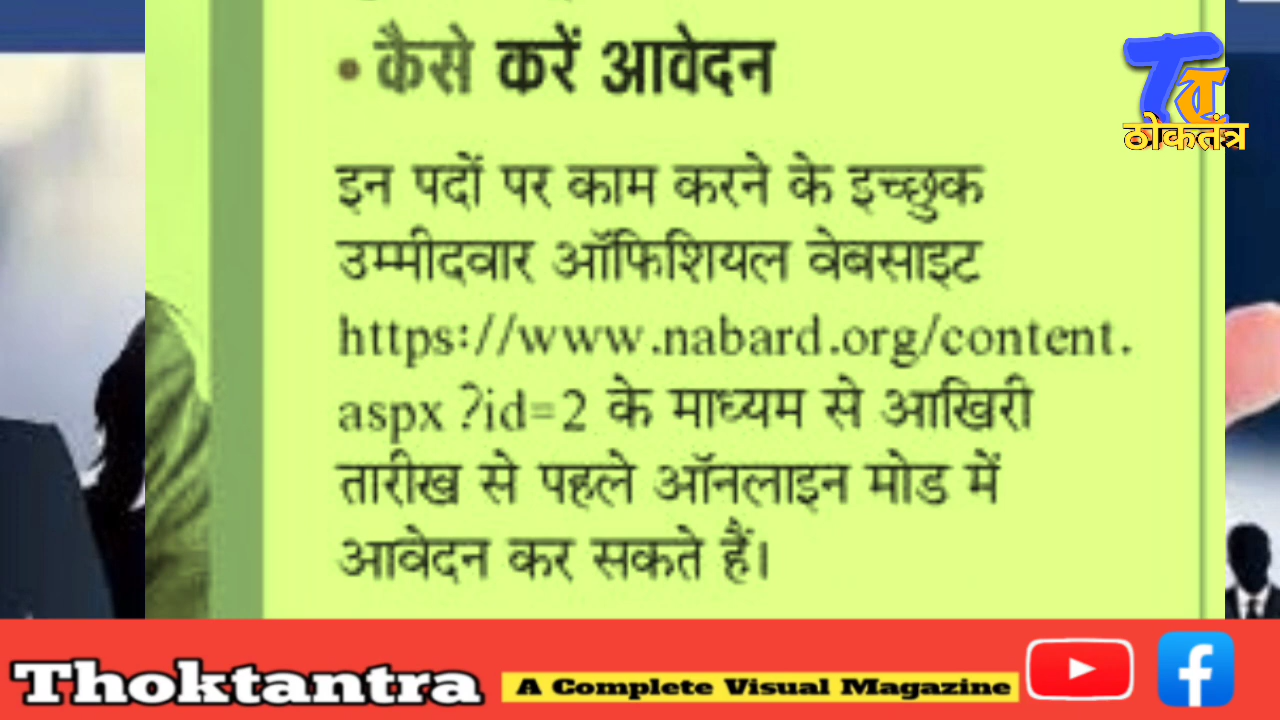 • कैसे करें आवेदन
Tत
ठोकतंत्र
इन पदों पर काम करने के इच्छुक
उम्मीदवार ऑफिशियल वेबसाइट
https://www.nabard.org/content.
aspx ?id=2 के माध्यम से आखिरी
तारीख से पहले ऑनलाइन मोड में
आवेदन कर सकते हैं।
Thoktantra
A Complete Visual Magazine
f